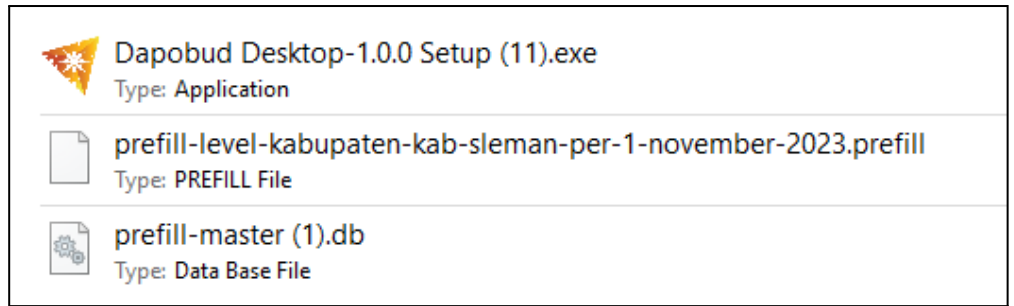 Dapobud Desktop-1.0.0 Setup (11).exe
Type: Application
prefill-level-kabupaten-kab-sleman-per-1-november-2023.prefill
Type: PREFILL File
prefill-master (1).db
Type: Data Base File